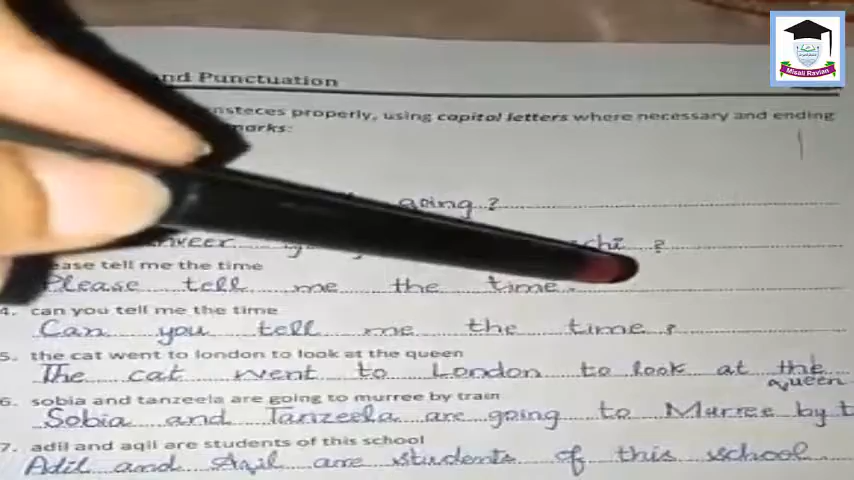 Misali Ravian
and Punctuation
properly, using capital letters where necessary and ending
marks:
going ?
?
ease tell me the time
Please tell me the time .
4. can you tell me the time
Can you tell me the time ?
5. the cat went to london to look at the queen
The cat went to London to look at the
queen
6. sobia and tanzeela are going to murree by train
Sobia and Tanzeela are going to Murree by t
7. adil and aqil are students of this school
Adil and Aqil are students of this school